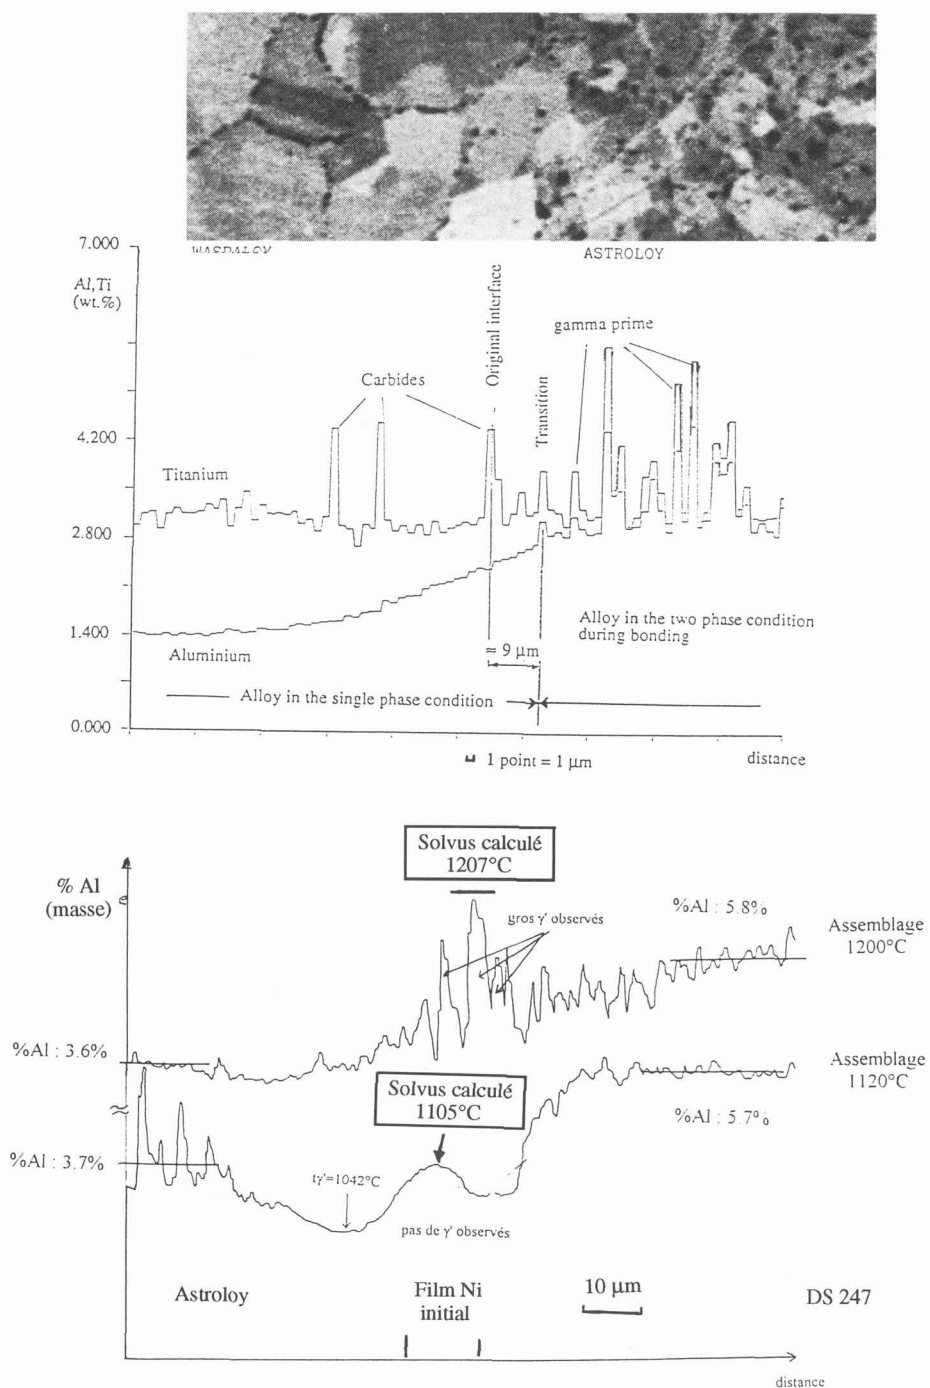 ASTROLOY
7.000
Al,Ti
(wt.%)
Original interface
gamma prime
Carbides
Transition
4.200
Titanium
2.800
Alloy in the two phase condition
during bonding
1.400
≈ 9 µm
Aluminium
Alloy in the single phase condition
0.000
1 point = 1 µm
distance
Solvus calculé
1207°C
% Al
(masse)
gros γ' observés
%Al : 5.8%
Assemblage
1200°C
%Al : 3.6%
Assemblage
1120°C
Solvus calculé
1105°C
%Al : 5.7%
%Al : 3.7%
tγ'=1042°C
pas de γ' observés
Astroloy
Film Ni
initial
10 µm
DS 247
distance